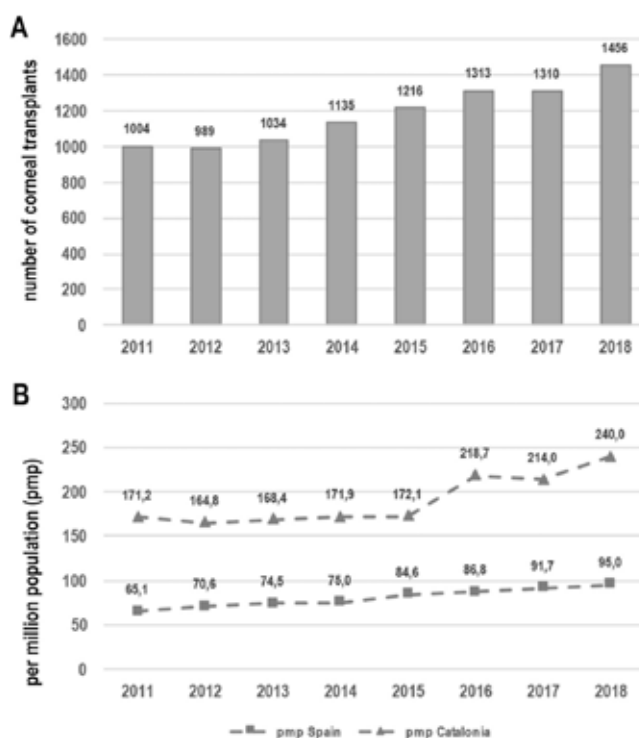 A
number of corneal transplants
1600
1400
1200
1000
800
600
400
200
0
1004
989
1034
1135
1216
1313
1310
1456
2011 2012 2013 2014 2015 2016 2017 2018
B
per million population (pmp)
300
250
200
150
100
50
0
171,2 164,8 168,4 171,9 172,1 218,7 214,0 240,0
65,1 70,6 74,5 75,0 84,6 86,8 91,7 95,0
2011 2012 2013 2014 2015 2016 2017 2018
pmp Spain pmp Catalonia